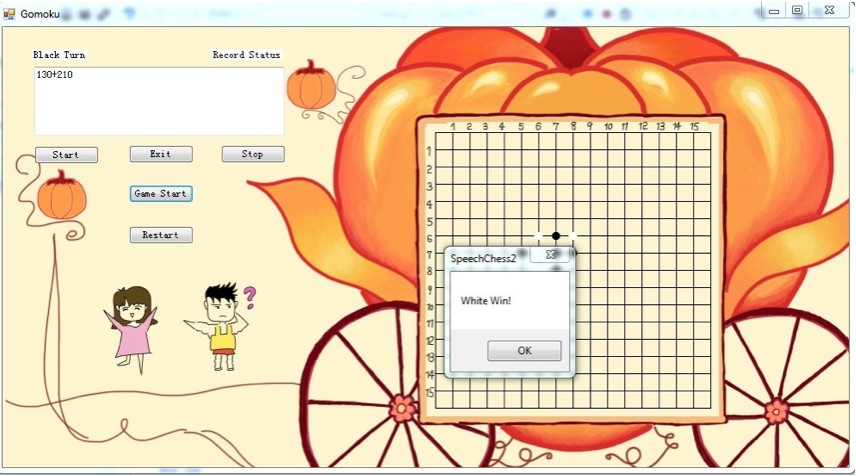 Gomoku
Black Turn
Record Status
130+210
Start
Exit
Stop
Game Start
Restart
1 2 3 4 5 6 7 8 9 10 11 12 13 14 15
1
2
3
4
5
6
7
8
9
10
11
12
13
14
15
SpeechChess2
White Win!
OK
?